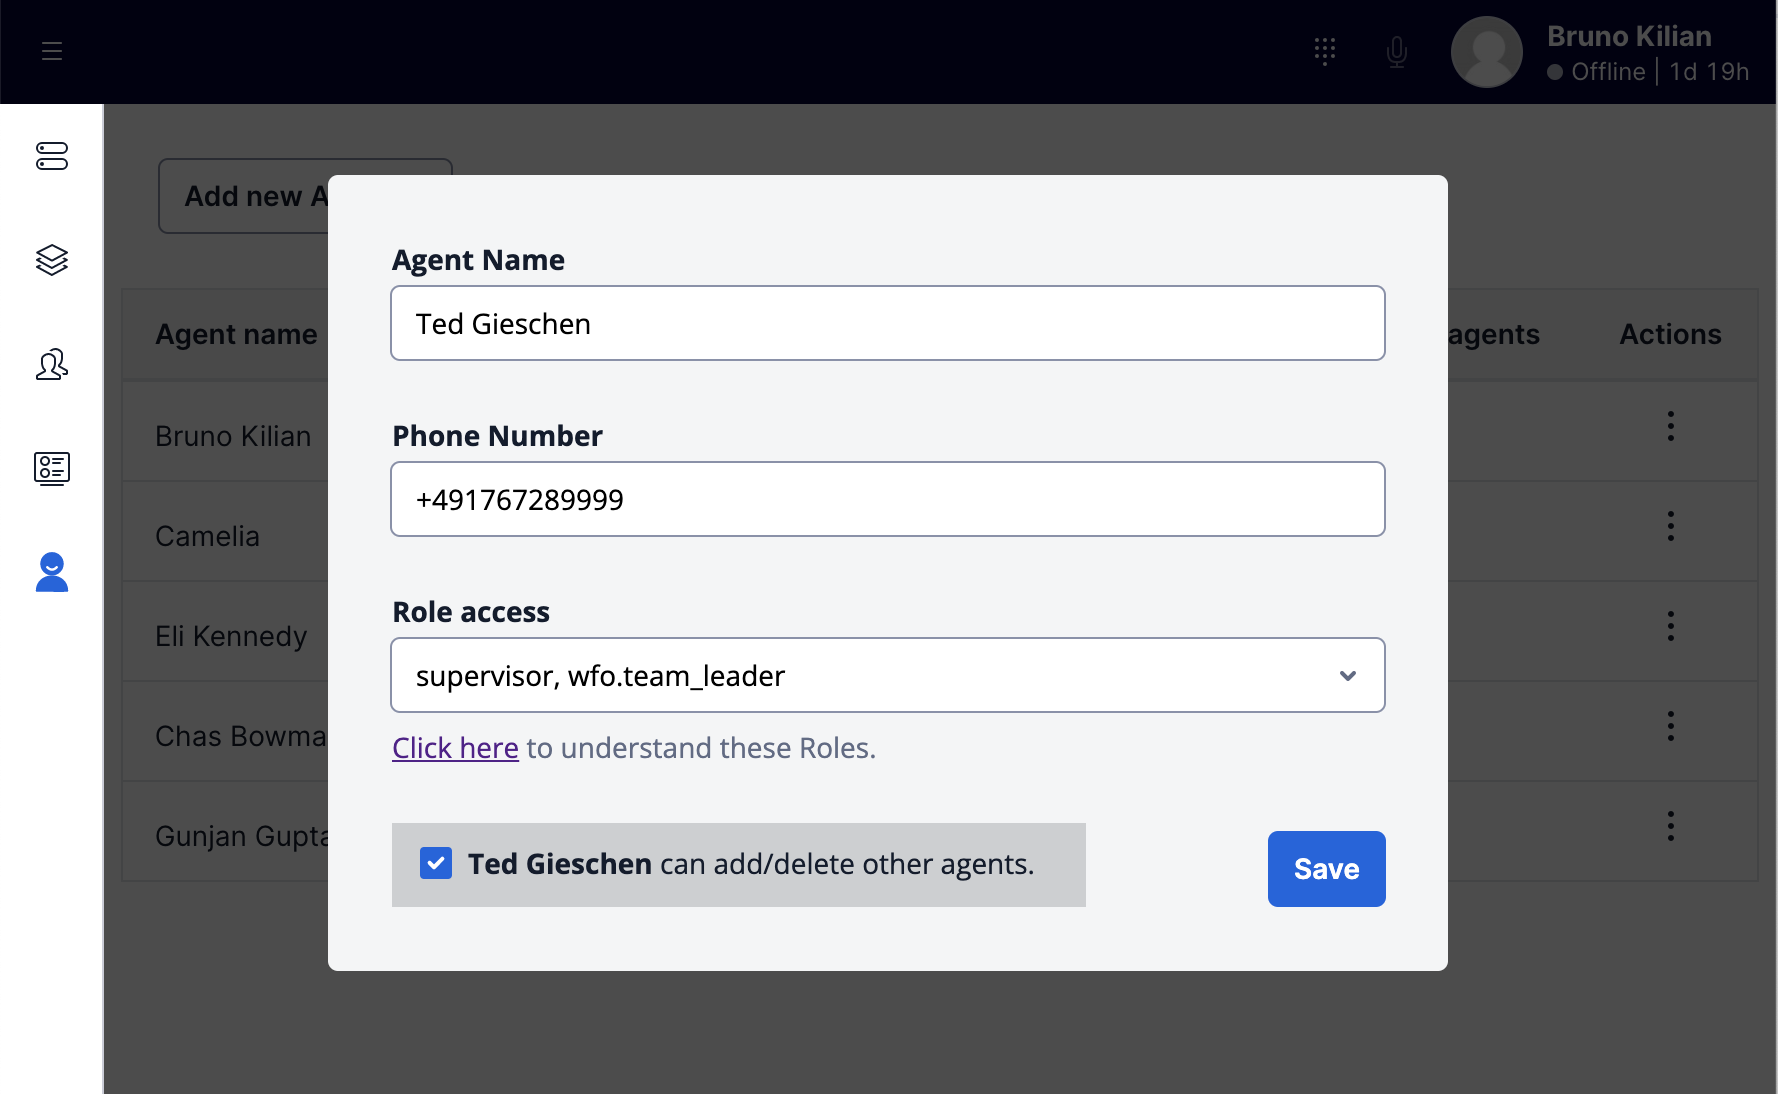 Bruno Kilian
Offline | 1d 19h
Add new A
Agent Name
Ted Gieschen
Agent name
agents
Actions
Phone Number
Bruno Kilian
+491767289999
Camelia
Role access
Eli Kennedy
supervisor, wfo.team_leader
Chas Bowma
Click here to understand these Roles.
Gunjan Gupta
Ted Gieschen can add/delete other agents.
Save